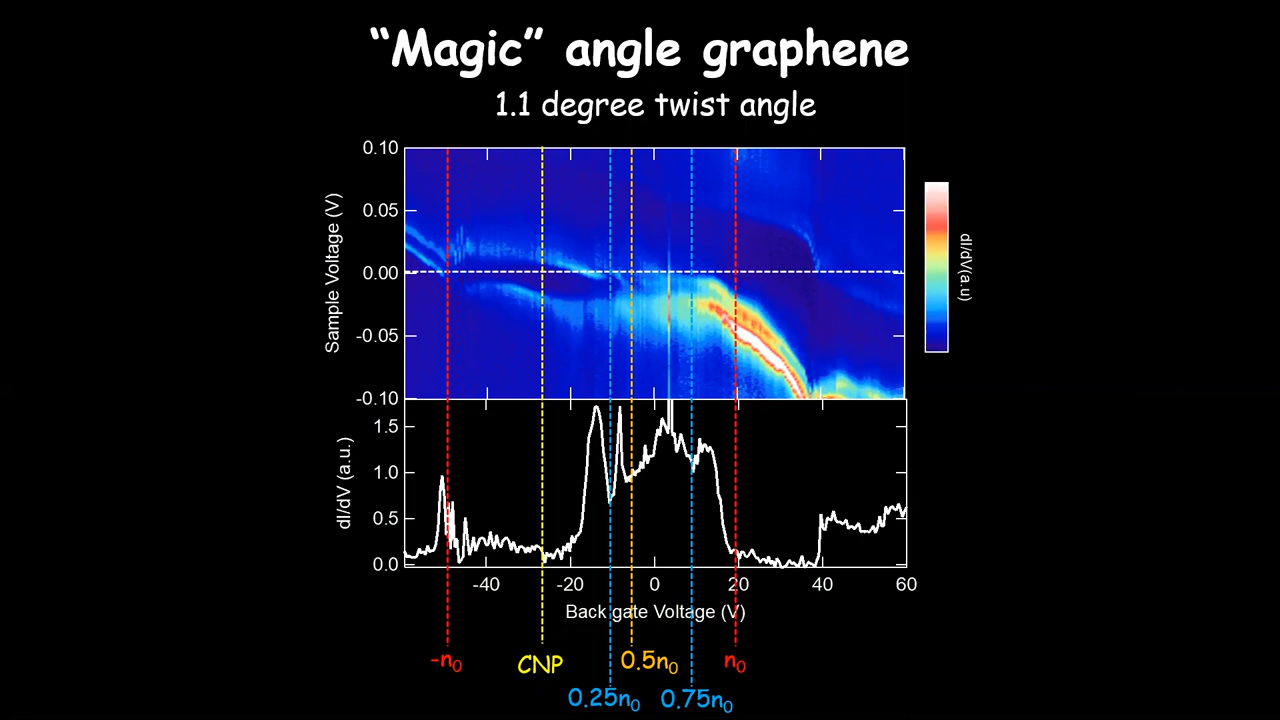 “Magic” angle graphene
1.1 degree twist angle
Sample Voltage (V)
0.10
0.05
0.00
-0.05
-0.10
dI/dV(a.u)
dI/dV (a.u.)
1.5
1.0
0.5
0.0
-40 -20 0 20 40 60
Back gate Voltage (V)
-n₀ CNP 0.5n₀ n₀
0.25n₀ 0.75n₀